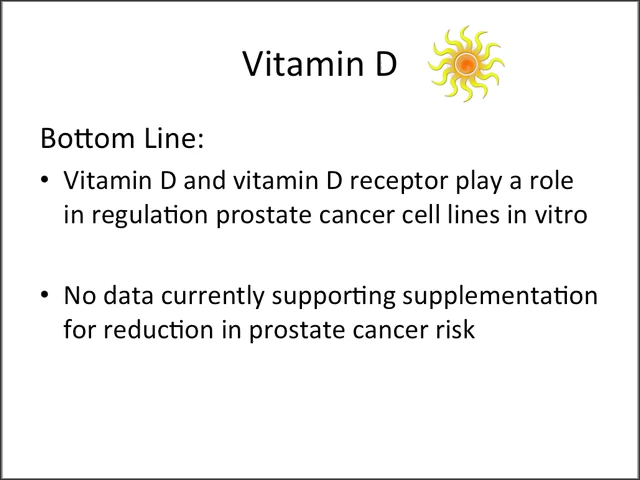 Vitamin D
Bottom Line:
• Vitamin D and vitamin D receptor play a role
in regulation prostate cancer cell lines in vitro
• No data currently supporting supplementation
for reduction in prostate cancer risk